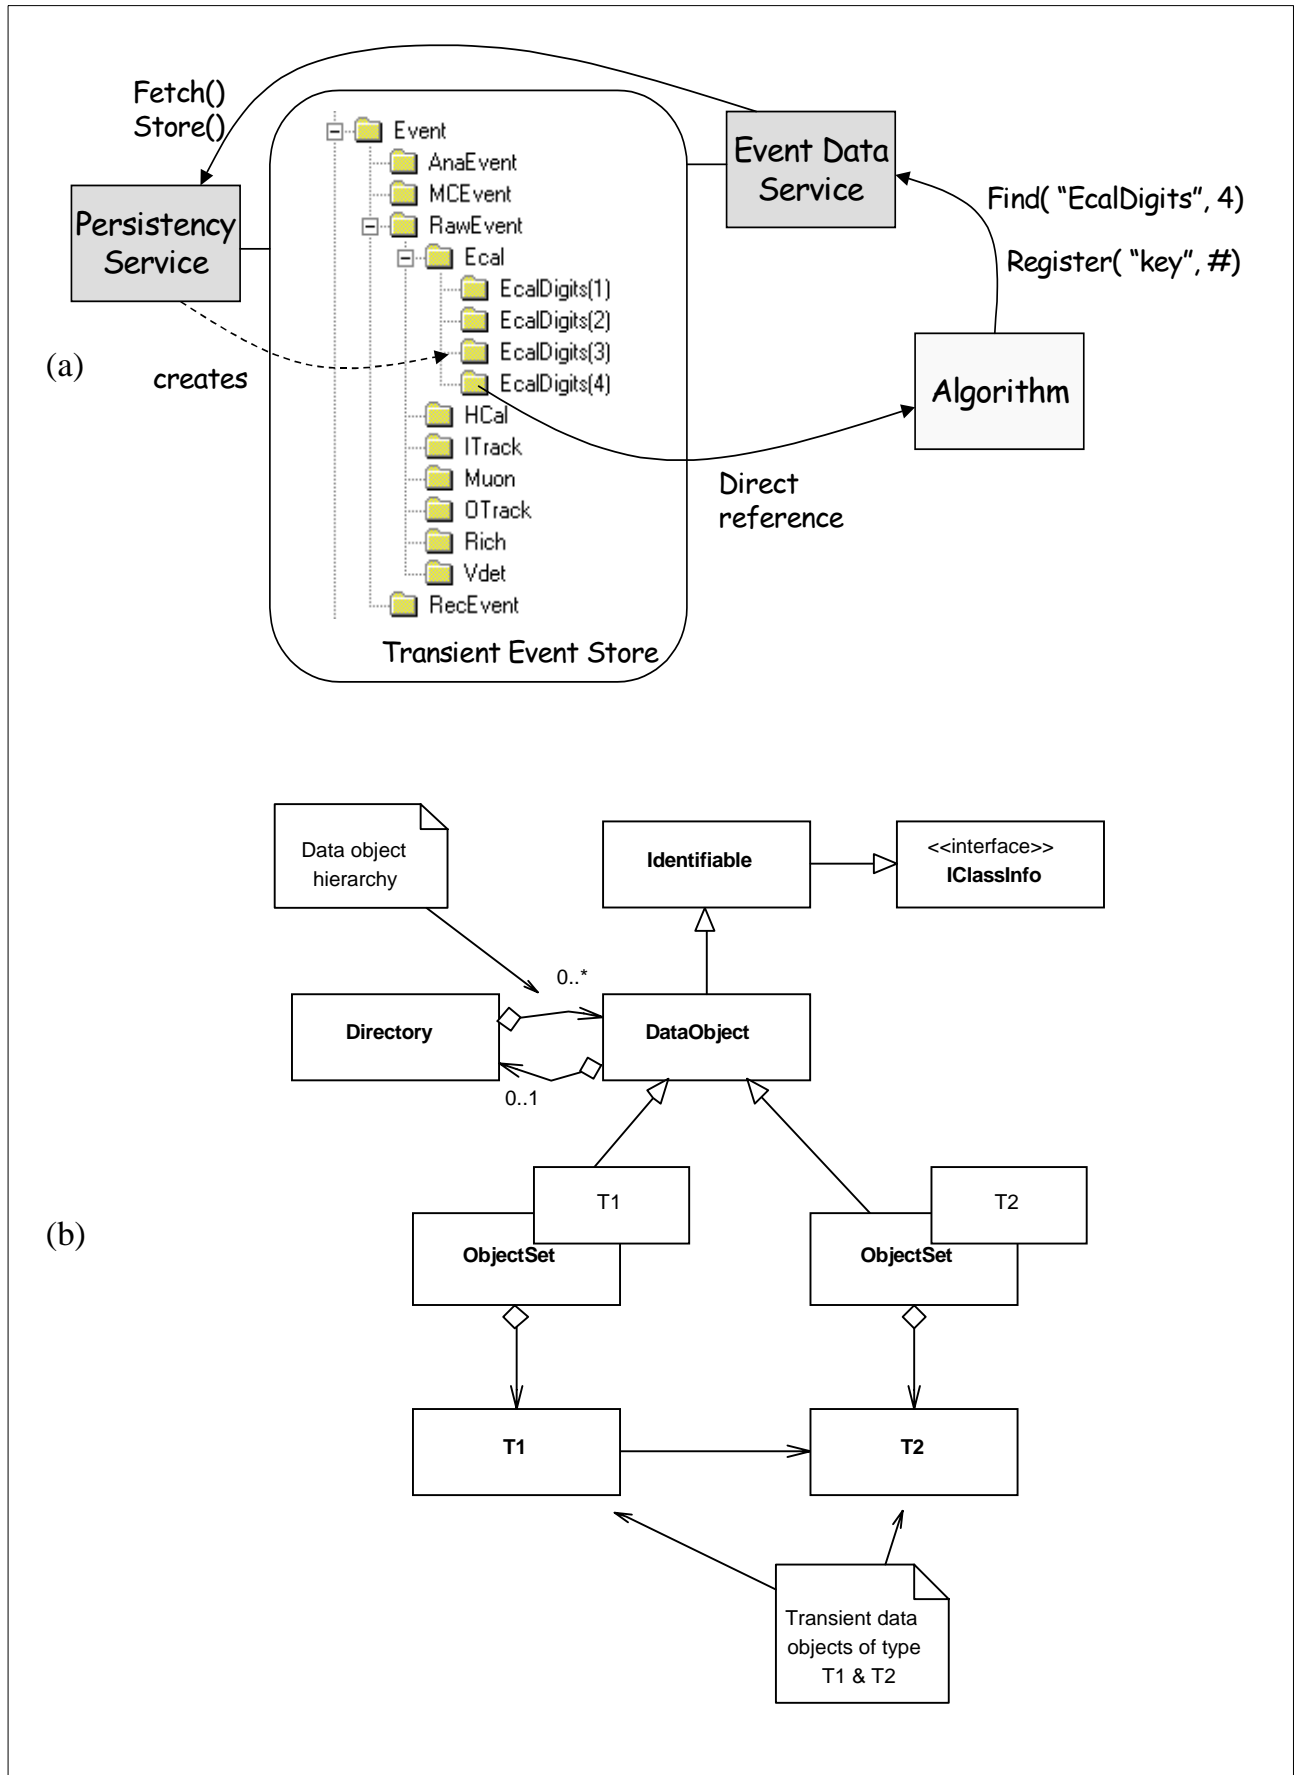 Fetch()
Store()
Event
AnaEvent
MCEvent
RawEvent
Ecal
EcalDigits(1)
EcalDigits(2)
EcalDigits(3)
EcalDigits(4)
HCal
ITrack
Muon
OTrack
Rich
Vdet
RecEvent
Transient Event Store
Persistency
Service
creates
Event Data
Service
Find( “EcalDigits”, 4)
Register( “key”, #)
Algorithm
Direct
reference
(a)
Data object
hierarchy
Identifiable
<<interface>>
IClassInfo
0..*
Directory
DataObject
0..1
T1
ObjectSet
T2
ObjectSet
(b)
T1
T2
Transient data
objects of type
T1 & T2